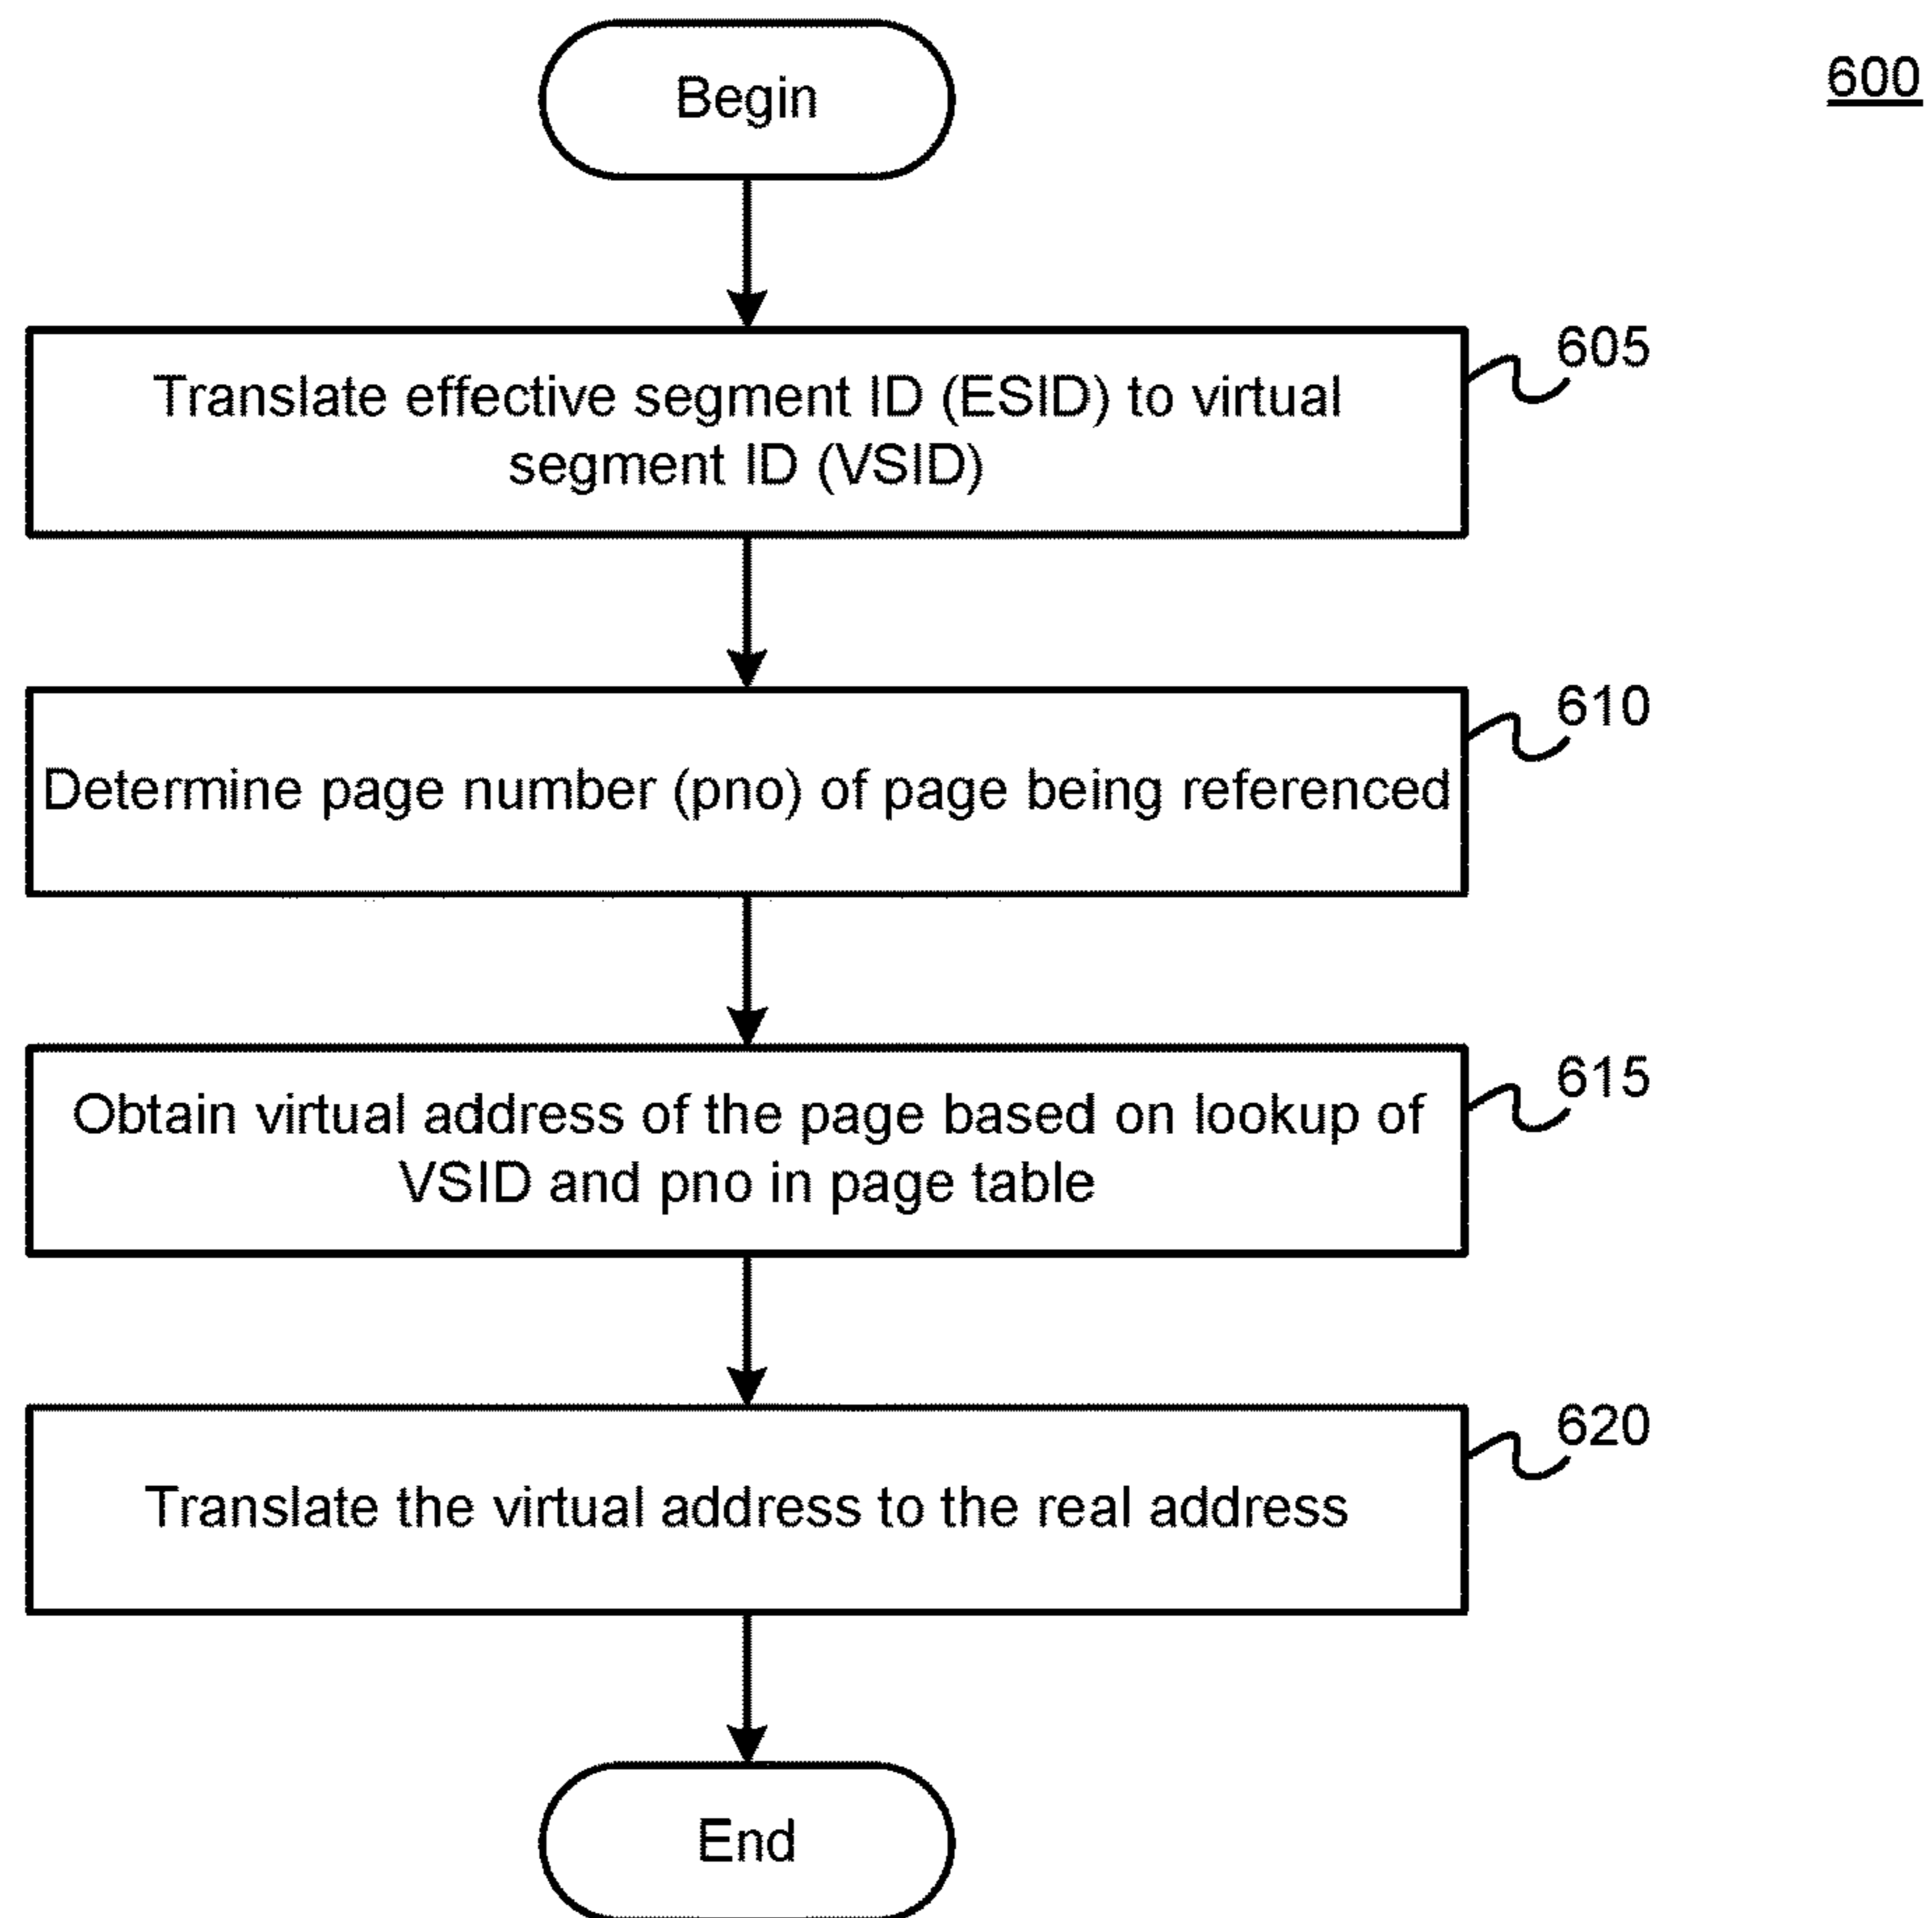 Begin
600
Translate effective segment ID (ESID) to virtual
segment ID (VSID)
605
Determine page number (pno) of page being referenced
610
Obtain virtual address of the page based on lookup of
VSID and pno in page table
615
Translate the virtual address to the real address
620
End